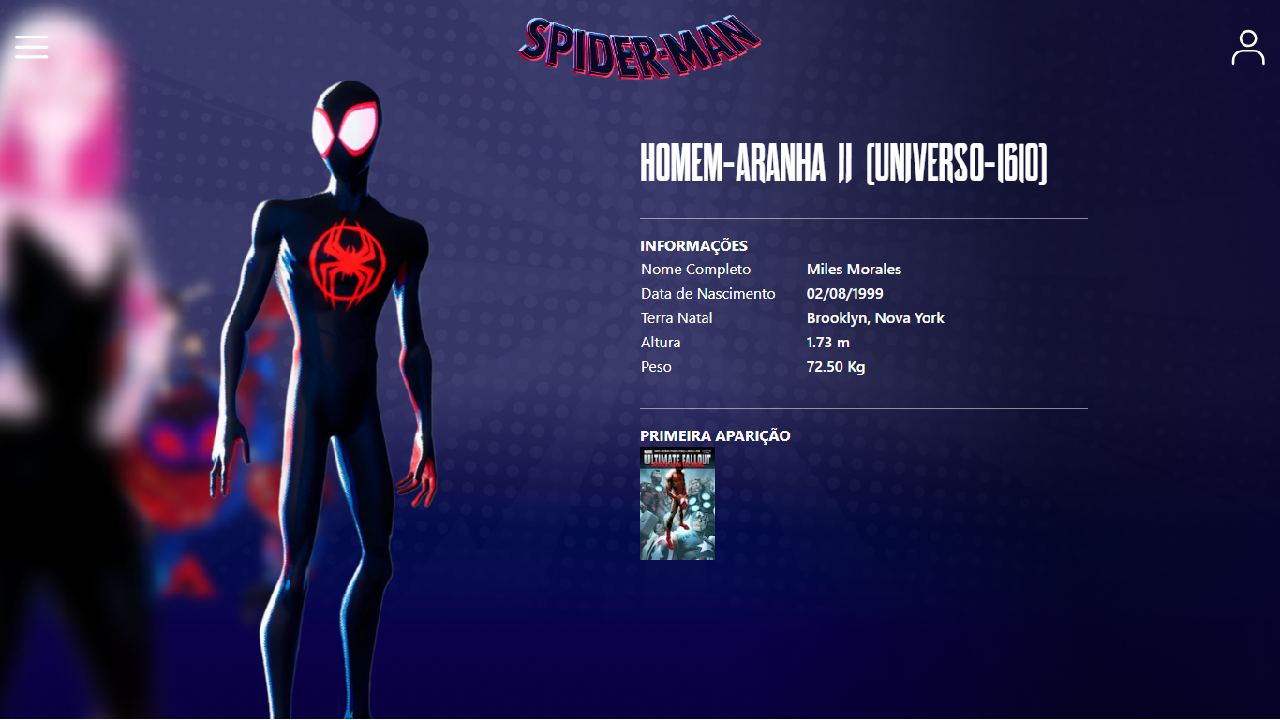 SPIDER-MAN
HOMEM-ARANHA II (UNIVERSO-1610)
INFORMAÇÕES
Nome Completo Miles Morales
Data de Nascimento 02/08/1999
Terra Natal Brooklyn, Nova York
Altura 1.73 m
Peso 72.50 Kg
PRIMEIRA APARIÇÃO
ULTIMATE FALLOUT